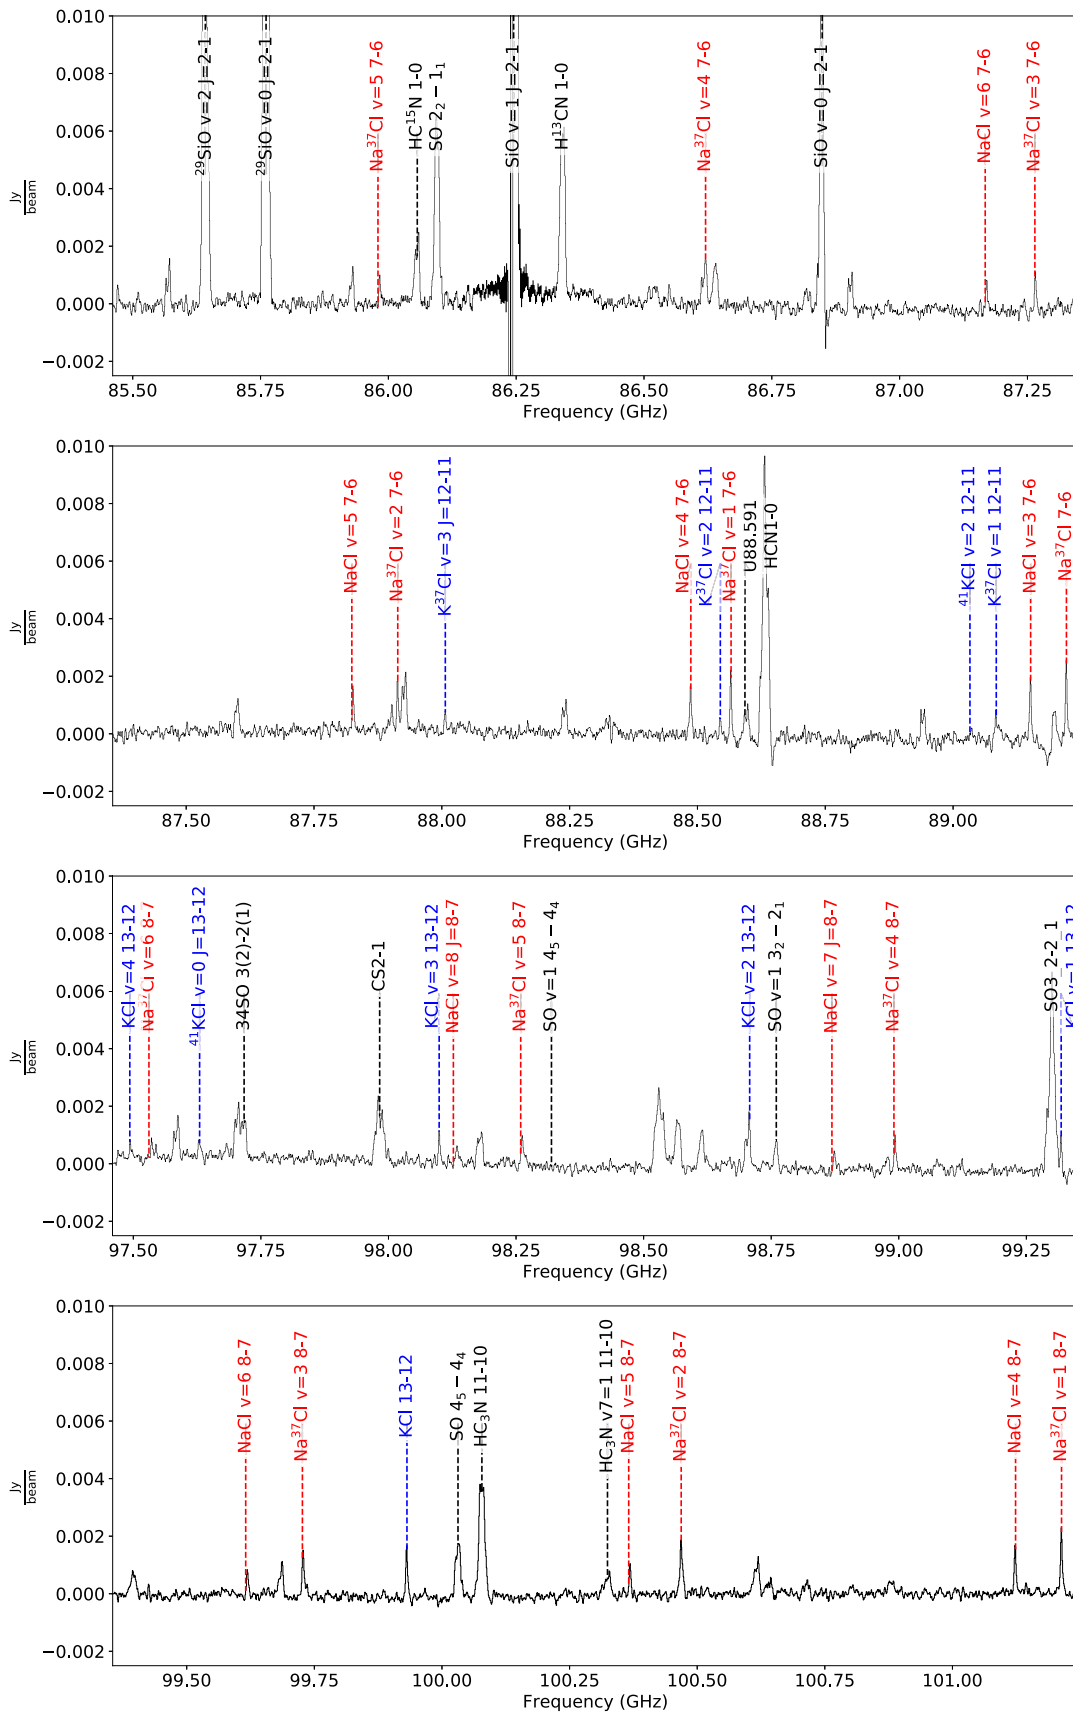 0.010
0.008
0.006
0.004
0.002
0.000
−0.002
Jy
beam
²⁹SiO v=2 J=2-1
²⁹SiO v=0 J=2-1
Na³⁷Cl v=5 7-6
HC¹⁵N 1-0
SO 2₂ − 1₁
SiO v=1 J=2-1
H¹³CN 1-0
Na³⁷Cl v=4 7-6
SiO v=0 J=2-1
NaCl v=6 7-6
Na³⁷Cl v=3 7-6
85.50 85.75 86.00 86.25 86.50 86.75 87.00 87.25
Frequency (GHz)
0.010
0.008
0.006
0.004
0.002
0.000
−0.002
Jy
beam
NaCl v=5 7-6
Na³⁷Cl v=2 7-6
K³⁷Cl v=3 J=12-11
NaCl v=4 7-6
K³⁷Cl v=2 12-11
Na³⁷Cl v=1 7-6
U88.591
HCN1-0
⁴¹KCl v=2 12-11
K³⁷Cl v=1 12-11
NaCl v=3 7-6
Na³⁷Cl 7-6
87.50 87.75 88.00 88.25 88.50 88.75 89.00
Frequency (GHz)
0.010
0.008
0.006
0.004
0.002
0.000
−0.002
Jy
beam
KCl v=4 13-12
Na³⁷Cl v=6 8-7
⁴¹KCl v=0 J=13-12
34SO 3(2)-2(1)
CS2-1
KCl v=3 13-12
NaCl v=8 J=8-7
Na³⁷Cl v=5 8-7
SO v=1 4₅ − 4₄
KCl v=2 13-12
SO v=1 3₂ − 2₁
NaCl v=7 J=8-7
Na³⁷Cl v=4 8-7
SO3_2-2_1
KCl v=1 13-12
97.50 97.75 98.00 98.25 98.50 98.75 99.00 99.25
Frequency (GHz)
0.010
0.008
0.006
0.004
0.002
0.000
−0.002
Jy
beam
NaCl v=6 8-7
Na³⁷Cl v=3 8-7
KCl 13-12
SO 4₅ − 4₄
HC₃N 11-10
HC₃N v7=1 11-10
NaCl v=5 8-7
Na³⁷Cl v=2 8-7
NaCl v=4 8-7
Na³⁷Cl v=1 8-7
99.50 99.75 100.00 100.25 100.50 100.75 101.00
Frequency (GHz)